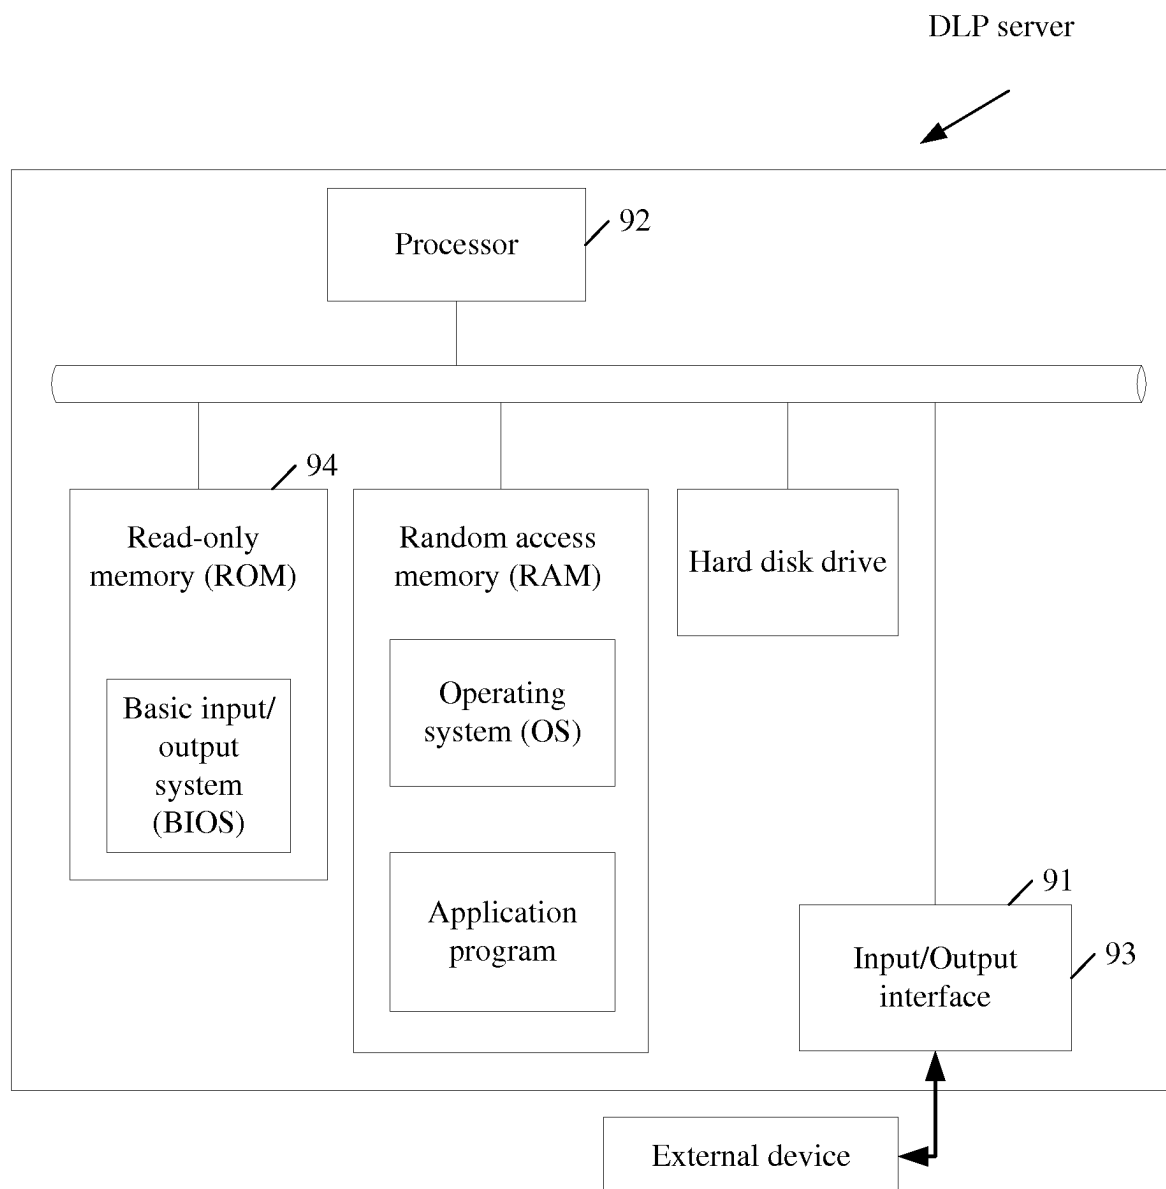 DLP server
Processor
92
94
Read-only
memory (ROM)
Basic input/
output
system
(BIOS)
Random access
memory (RAM)
Operating
system (OS)
Application
program
Hard disk drive
91
93
Input/Output
interface
External device